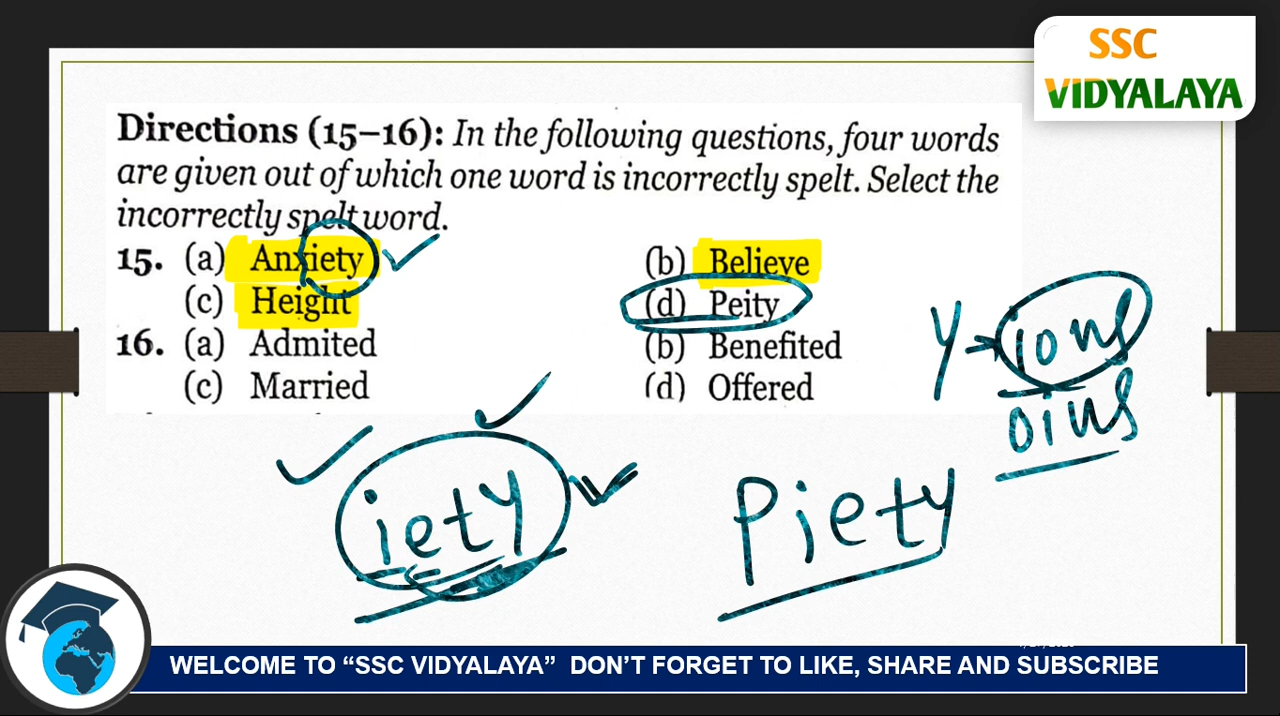 SSC
VIDYALAYA
Directions (15–16): In the following questions, four words
are given out of which one word is incorrectly spelt. Select the
incorrectly spelt word.
15. (a) Anxiety (b) Believe
(c) Height (d) Peity
16. (a) Admited (b) Benefited
(c) Married (d) Offered
y → ious
oius
iety
Piety
WELCOME TO “SSC VIDYALAYA” DON’T FORGET TO LIKE, SHARE AND SUBSCRIBE